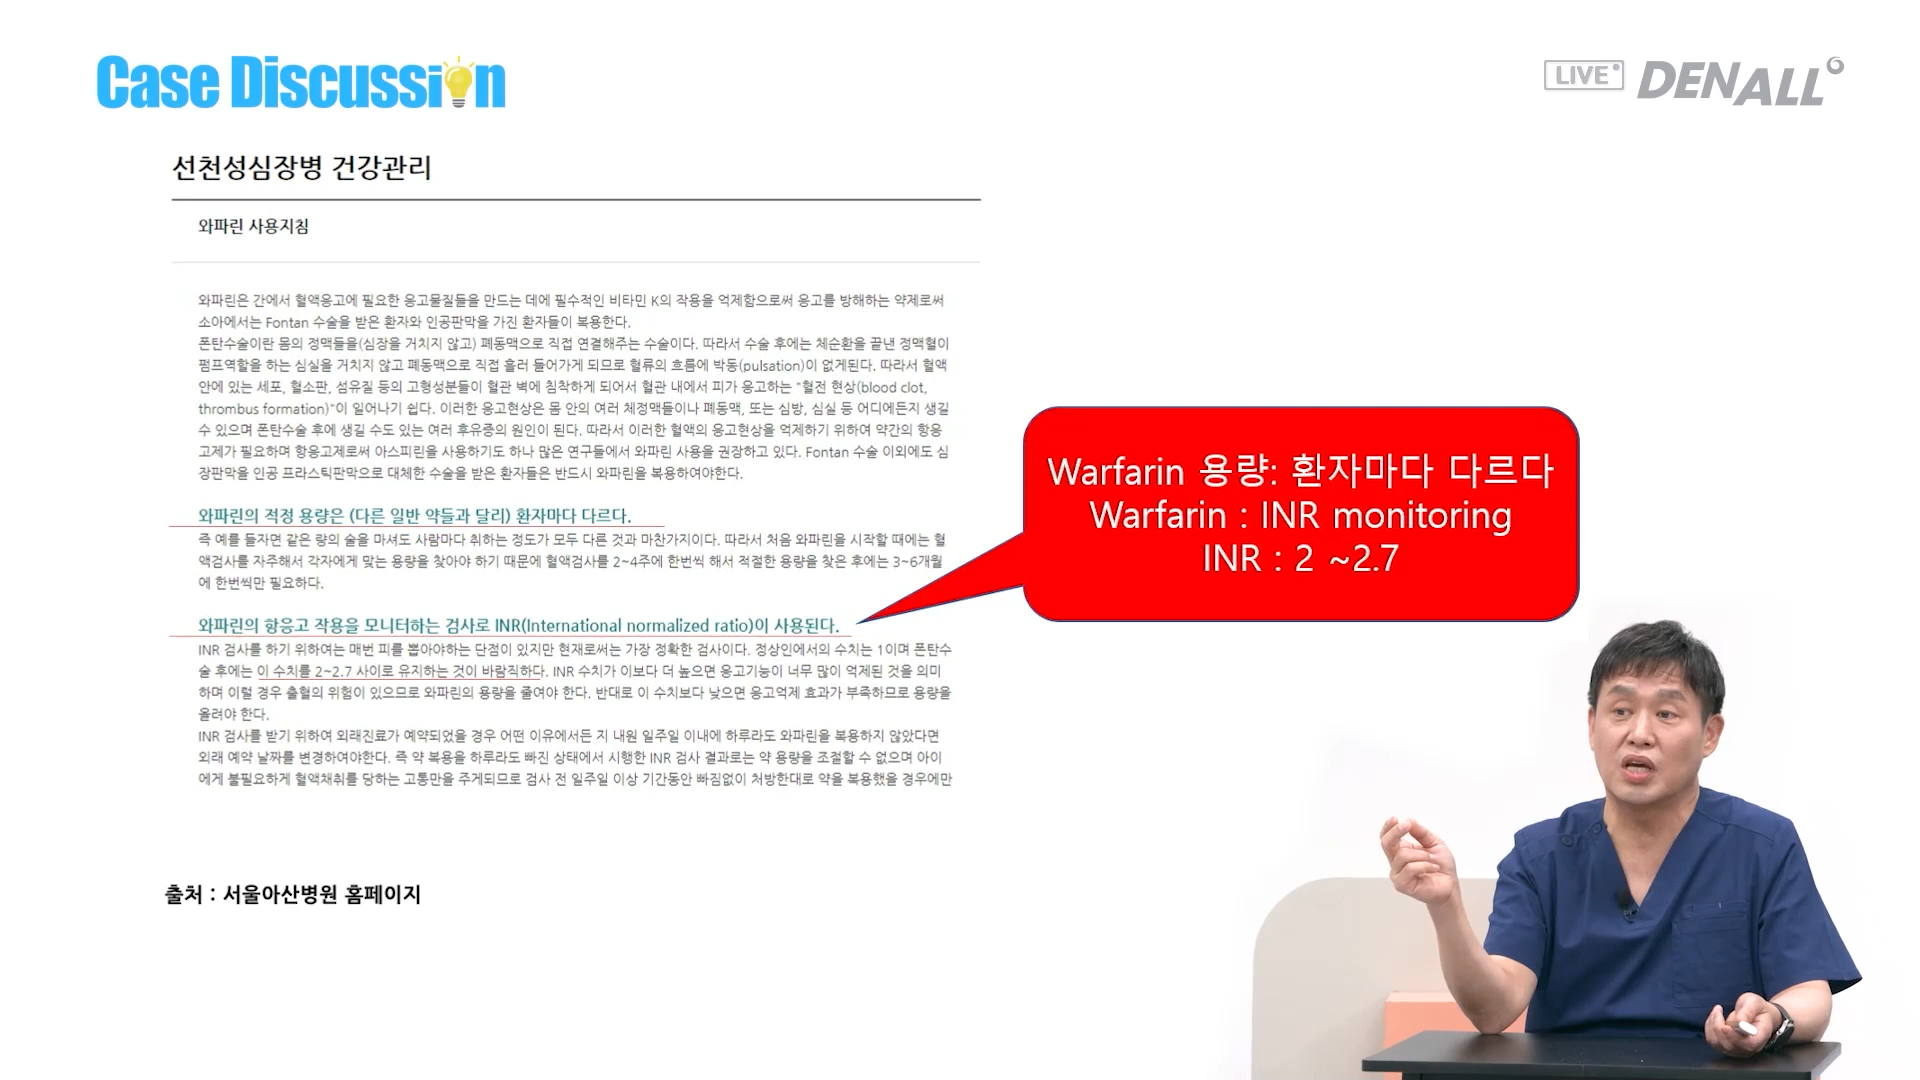 Case Discussion
LIVE
DENALL
선천성심장병 건강관리
와파린 사용지침
와파린은 간에서 혈액응고에 필요한 응고물질들을 만드는 데에 필수적인 비타민 K의 작용을 억제함으로써 응고를 방해하는 약제로써
소아에서는 Fontan 수술을 받은 환자와 인공판막을 가진 환자들이 복용한다.
폰탄수술이란 몸의 정맥들을(심장을 거치지 않고) 폐동맥으로 직접 연결해주는 수술이다. 따라서 수술 후에는 체순환을 끝낸 정맥혈이
펌프역할을 하는 심실을 거치지 않고 폐동맥으로 직접 흘러 들어가게 되므로 혈류의 흐름에 박동(pulsation)이 없게된다. 따라서 혈액
안에 있는 세포, 혈소판, 섬유질 등의 고형성분들이 혈관 벽에 침착하게 되어서 혈관 내에서 피가 응고하는 "혈전 현상(blood clot,
thrombus formation)"이 일어나기 쉽다. 이러한 응고현상은 몸 안의 여러 체정맥들이나 폐동맥, 또는 심방, 심실 등 어디에든지 생길
수 있으며 폰탄수술 후에 생길 수도 있는 여러 후유증의 원인이 된다. 따라서 이러한 혈액의 응고현상을 억제하기 위하여 약간의 항응
고제가 필요하며 항응고제로써 아스피린을 사용하기도 하나 많은 연구들에서 와파린 사용을 권장하고 있다. Fontan 수술 이외에도 심
장판막을 인공 프라스틱판막으로 대체한 수술을 받은 환자들은 반드시 와파린을 복용하여야한다.
와파린의 적정 용량은 (다른 일반 약들과 달리) 환자마다 다르다.
즉 예를 들자면 같은 량의 술을 마셔도 사람마다 취하는 정도가 모두 다른 것과 마찬가지이다. 따라서 처음 와파린을 시작할 때에는 혈
액검사를 자주해서 각자에게 맞는 용량을 찾아야 하기 때문에 혈액검사를 2~4주에 한번씩 해서 적절한 용량을 찾은 후에는 3~6개월
에 한번씩만 필요하다.
와파린의 항응고 작용을 모니터하는 검사로 INR(International normalized ratio)이 사용된다.
INR 검사를 하기 위하여는 매번 피를 뽑아야하는 단점이 있지만 현재로써는 가장 정확한 검사이다. 정상인에서의 수치는 1이며 폰탄수
술 후에는 이 수치를 2~2.7 사이로 유지하는 것이 바람직하다. INR 수치가 이보다 더 높으면 응고기능이 너무 많이 억제된 것을 의미
하며 이럴 경우 출혈의 위험이 있으므로 와파린의 용량을 줄여야 한다. 반대로 이 수치보다 낮으면 응고억제 효과가 부족하므로 용량을
올려야 한다.
INR 검사를 받기 위하여 외래진료가 예약되었을 경우 어떤 이유에서든 지 내원 일주일 이내에 하루라도 와파린을 복용하지 않았다면
외래 예약 날짜를 변경하여야한다. 즉 약 복용을 하루라도 빠진 상태에서 시행한 INR 검사 결과로는 약 용량을 조절할 수 없으며 아이
에게 불필요하게 혈액채취를 당하는 고통만을 주게되므로 검사 전 일주일 이상 기간동안 빠짐없이 처방한대로 약을 복용했을 경우에만
Warfarin 용량: 환자마다 다르다
Warfarin : INR monitoring
INR : 2 ~2.7
출처 : 서울아산병원 홈페이지